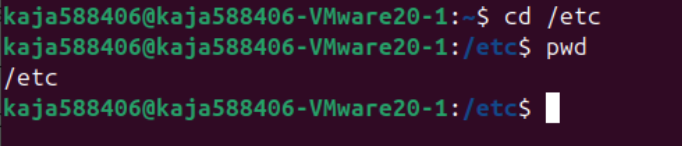 kaja588406@kaja588406-VMware20-1:~$ cd /etc
kaja588406@kaja588406-VMware20-1:/etc$ pwd
/etc
kaja588406@kaja588406-VMware20-1:/etc$